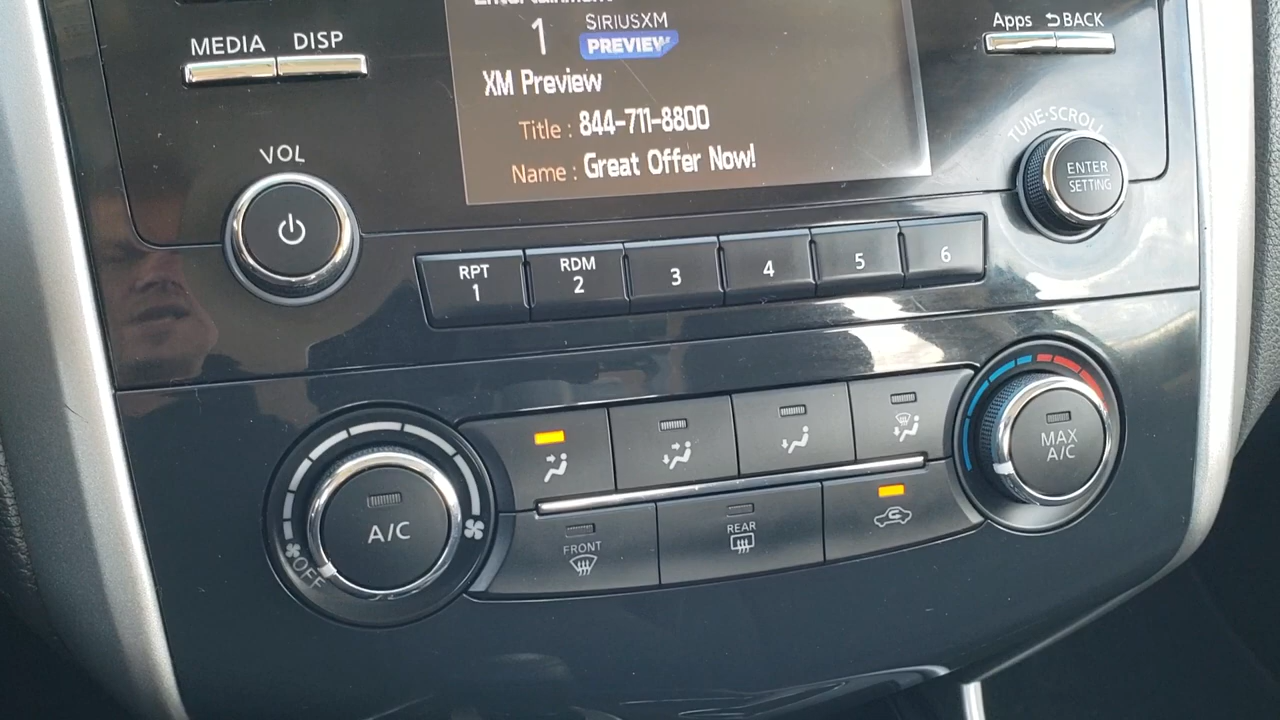 Entertainment
MEDIA DISP
1 SIRIUSXM
PREVIEW
XM Preview
Title : 844-711-8800
Name : Great Offer Now!
Apps BACK
VOL
TUNE·SCROLL
ENTER
SETTING
RPT
1
RDM
2
3
4
5
6
A/C
OFF
FRONT
REAR
MAX
A/C